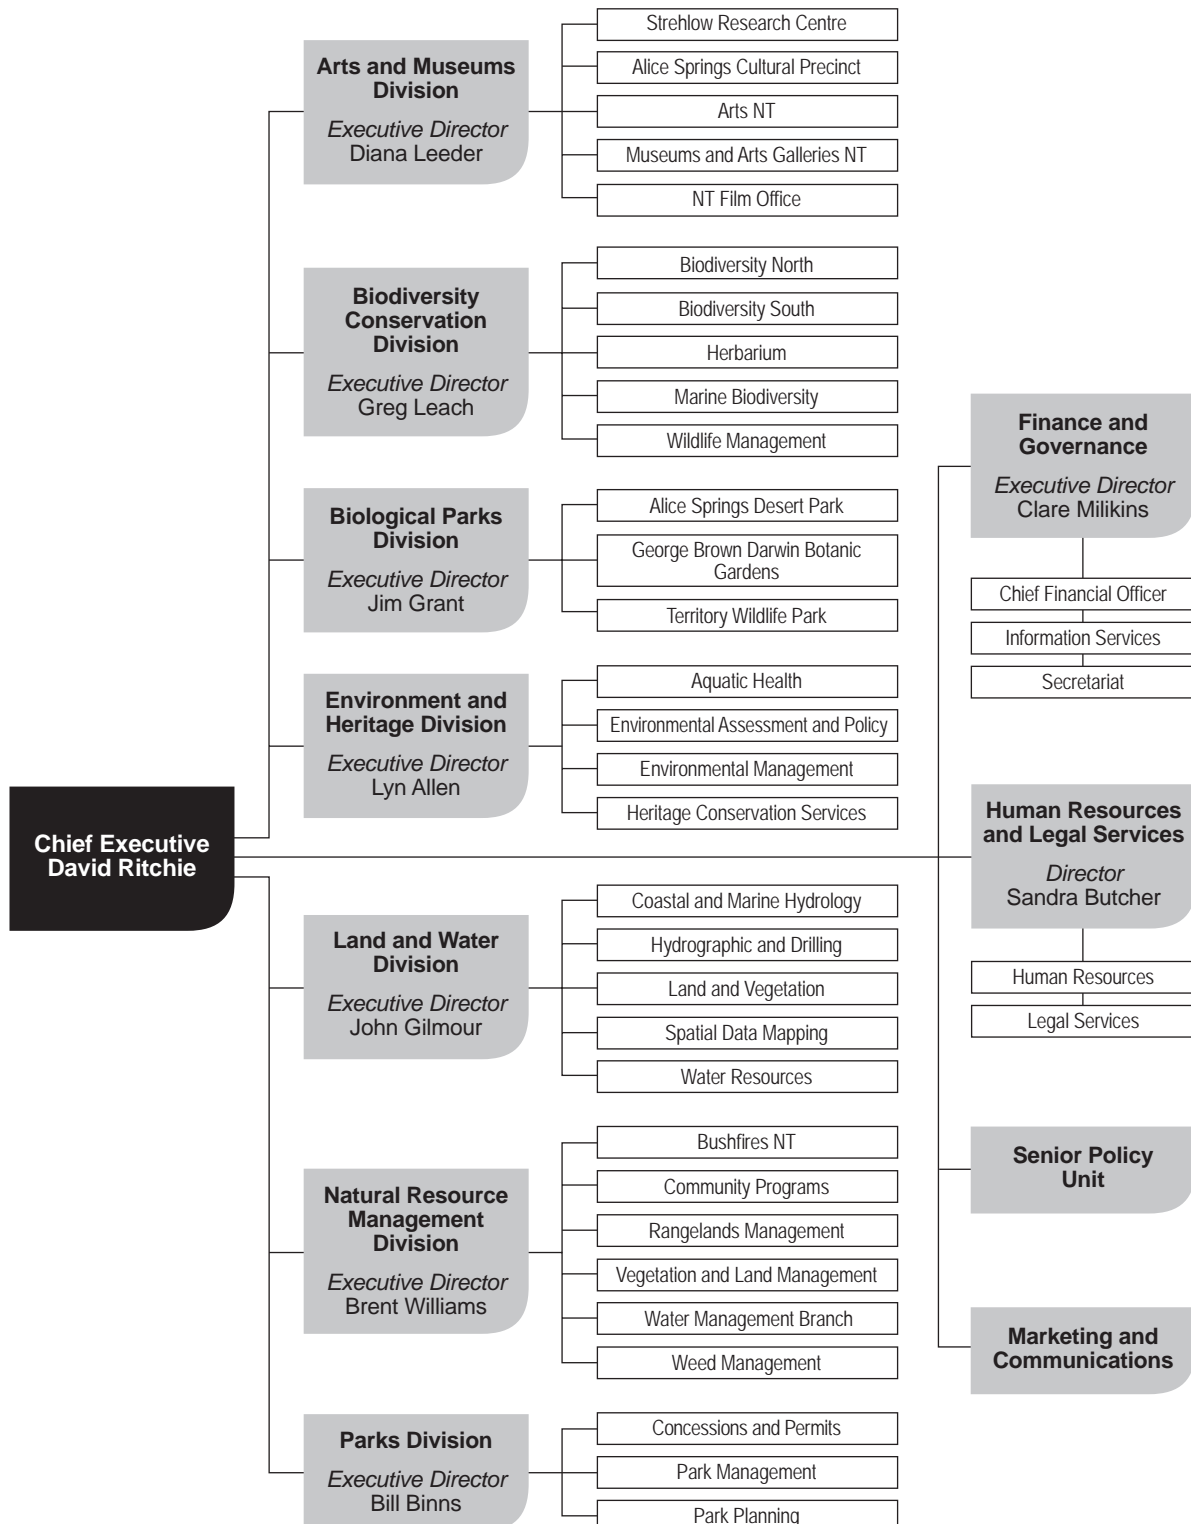 Strehlow Research Centre
Alice Springs Cultural Precinct
Arts NT
Museums and Arts Galleries NT
NT Film Office
Arts and Museums
Division
Executive Director
Diana Leeder
Biodiversity North
Biodiversity South
Herbarium
Marine Biodiversity
Wildlife Management
Biodiversity
Conservation
Division
Executive Director
Greg Leach
Alice Springs Desert Park
George Brown Darwin Botanic
Gardens
Territory Wildlife Park
Biological Parks
Division
Executive Director
Jim Grant
Aquatic Health
Environmental Assessment and Policy
Environmental Management
Heritage Conservation Services
Environment and
Heritage Division
Executive Director
Lyn Allen
Chief Executive
David Ritchie
Coastal and Marine Hydrology
Hydrographic and Drilling
Land and Vegetation
Spatial Data Mapping
Water Resources
Land and Water
Division
Executive Director
John Gilmour
Bushfires NT
Community Programs
Rangelands Management
Vegetation and Land Management
Water Management Branch
Weed Management
Natural Resource
Management
Division
Executive Director
Brent Williams
Concessions and Permits
Park Management
Park Planning
Parks Division
Executive Director
Bill Binns
Finance and
Governance
Executive Director
Clare Milikins
Chief Financial Officer
Information Services
Secretariat
Human Resources
and Legal Services
Director
Sandra Butcher
Human Resources
Legal Services
Senior Policy
Unit
Marketing and
Communications